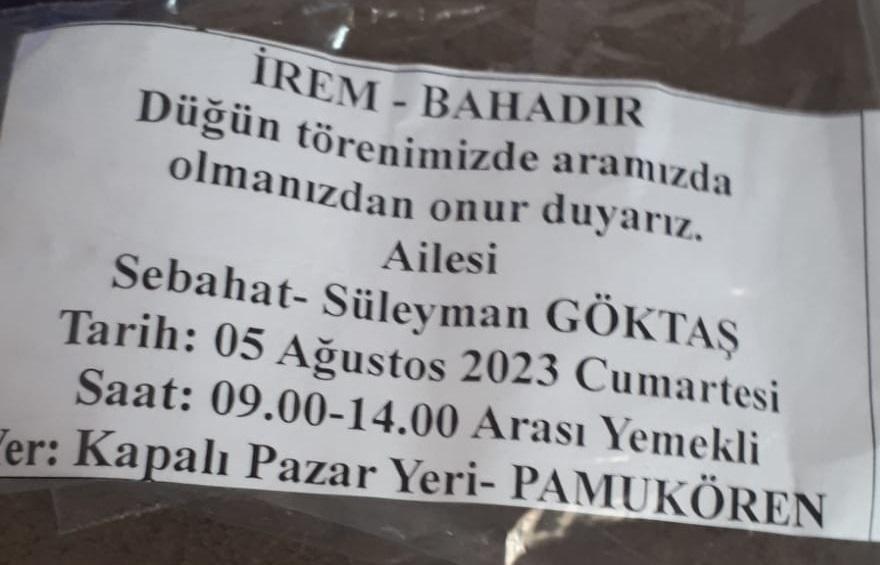 İREM - BAHADIR
Düğün törenimizde aramızda
olmanızdan onur duyarız.
Ailesi
Sebahat- Süleyman GÖKTAŞ
Tarih: 05 Ağustos 2023 Cumartesi
Saat: 09.00-14.00 Arası Yemekli
Yer: Kapalı Pazar Yeri- PAMUKÖREN